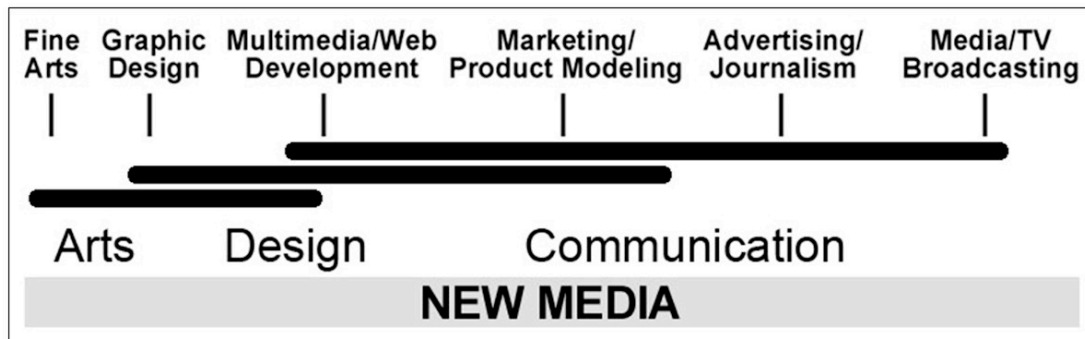 Fine
Arts
Graphic
Design
Multimedia/Web
Development
Marketing/
Product Modeling
Advertising/
Journalism
Media/TV
Broadcasting
Arts
Design
Communication
NEW MEDIA